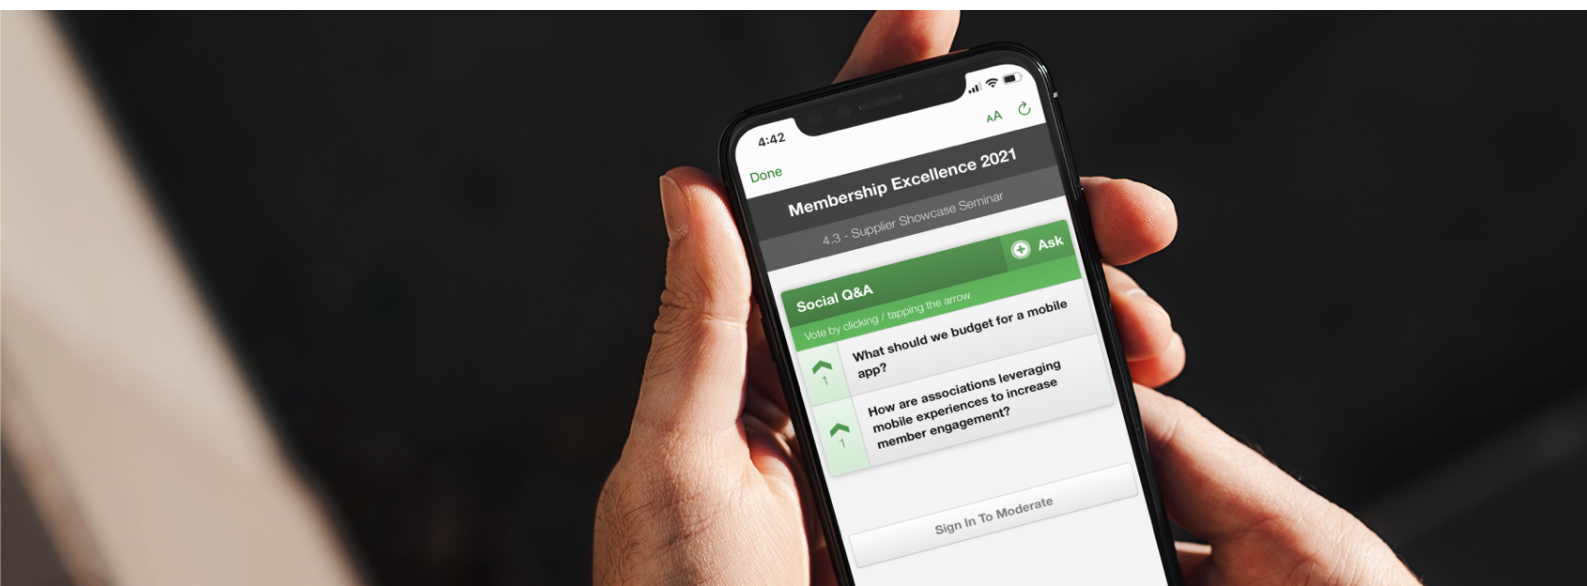 4:42
AA
Done
Membership Excellence 2021
4.3 - Supplier Showcase Seminar
Social Q&A
Ask
Vote by clicking / tapping the arrow
What should we budget for a mobile
app?
1
How are associations leveraging
mobile experiences to increase
member engagement?
1
Sign In To Moderate